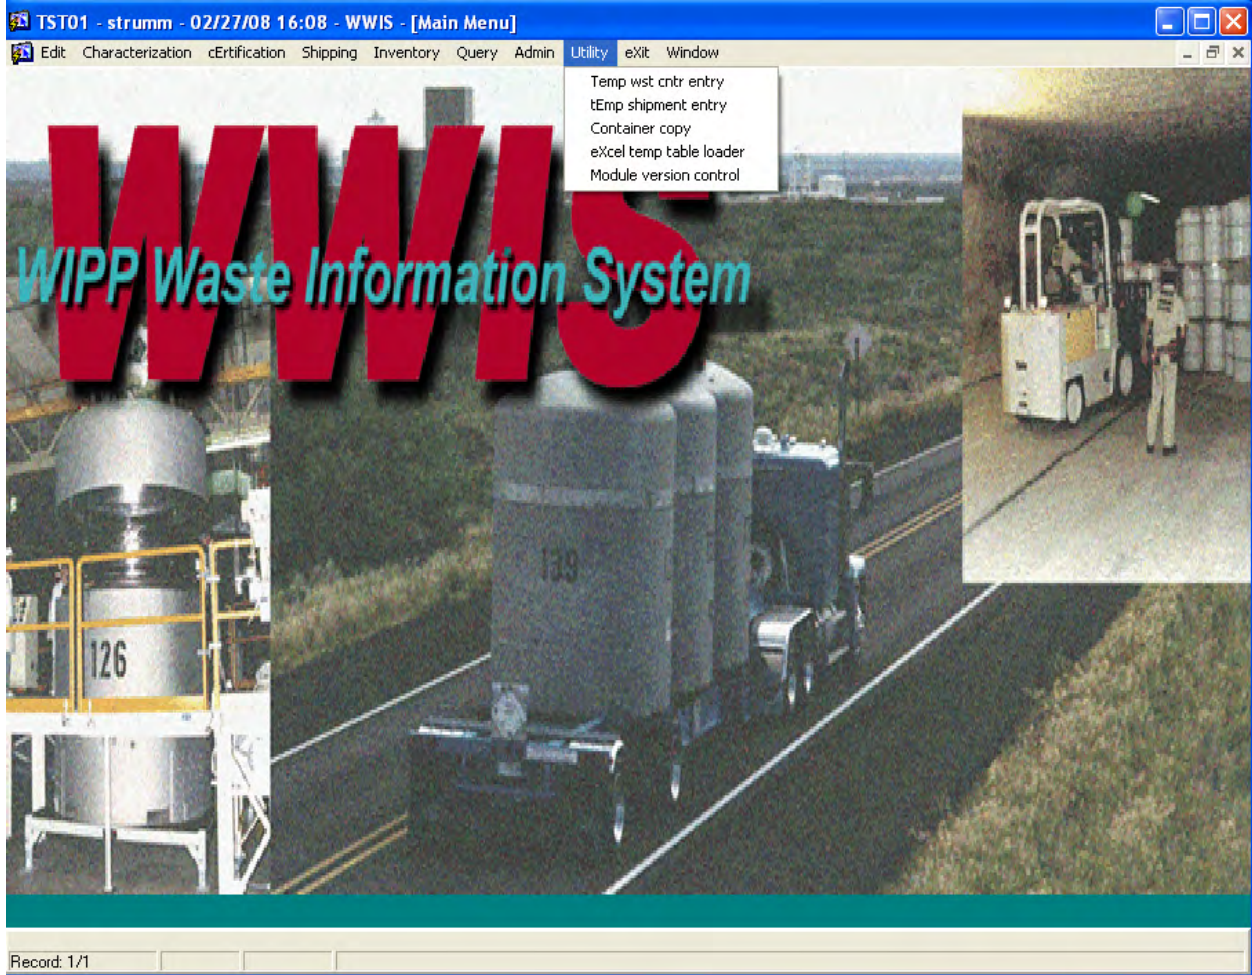 TST01 - strumm - 02/27/08 16:08 - WWIS - [Main Menu]
Edit Characterization cErtification Shipping Inventory Query Admin Utility eXit Window
Temp wst cntr entry
tEmp shipment entry
Container copy
eXcel temp table loader
Module version control
WWIS
WIPP Waste Information System
139
126
Record: 1/1